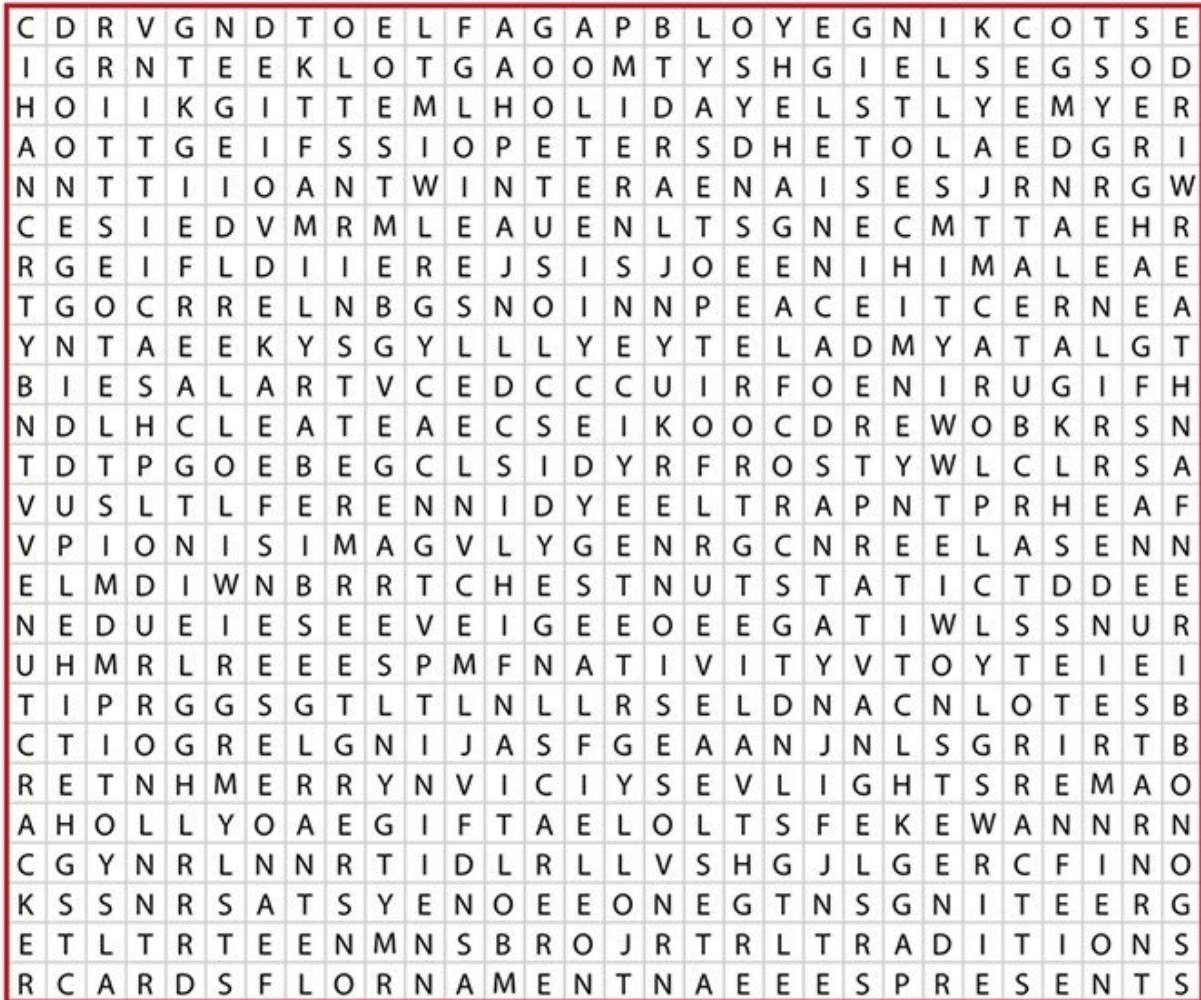 C D R V G N D T O E L F A G A P B L O Y E G N I K C O T S E
I G R N T E E K L O T G A O O M T Y S H G I E L S E G S O D
H O I I K G I T T E M L H O L I D A Y E L S T L Y E M Y E R
A O T T G E I F S S I O P E T E R S D H E T O L A E D G R I
N N T T I I O A N T W I N T E R A E N A I S E S J R N R G W
C E S I E D V M R M L E A U E N L T S G N E C M T T A E H R
R G E I F L D I I E R E J S I S J O E E N I H I M A L E A E
T G O C R R E L N B G S N O I N N P E A C E I T C E R N E A
Y N T A E E K Y S G Y L L L Y E Y T E L A D M Y A T A L G T
B I E S A L A R T V C E D C C C U I R F O E N I R U G I F H
N D L H C L E A T E A E C S E I K O O C D R E W O B K R S N
T D T P G O E B E G C L S I D Y R F R O S T Y W L C L R S A
V U S L T L F E R E N N I D Y E E L T R A P N T P R H E A F
V P I O N I S I M A G V L Y G E N R G C N R E E L A S E N N
E L M D I W N B R R T C H E S T N U T S T A T I C T D D E E
N E D U E I E S E E V E I G E E O E E G A T I W L S S N U R
U H M R L R E E E S P M F N A T I V I T Y V T O Y T E I E I
T I P R G G S G T L T L N L L R S E L D N A C N L O T E S B
C T I O G R E L G N I J A S F G E A A N J N L S G R I R T B
R E T N H M E R R Y N V I C I Y S E V L I G H T S R E M A O
A H O L L Y O A E G I F T A E L O L T S F E K E W A N N R N
C G Y N R L N N R T I D L R L L V S H G J L G E R C F I N O
K S S N R S A T S Y E N O E E O N E G T N S G N I T E E R G
E T L T R T E E N M N S B R O J R T R L T R A D I T I O N S
R C A R D S F L O R N A M E N T N A E E E S P R E S E N T S